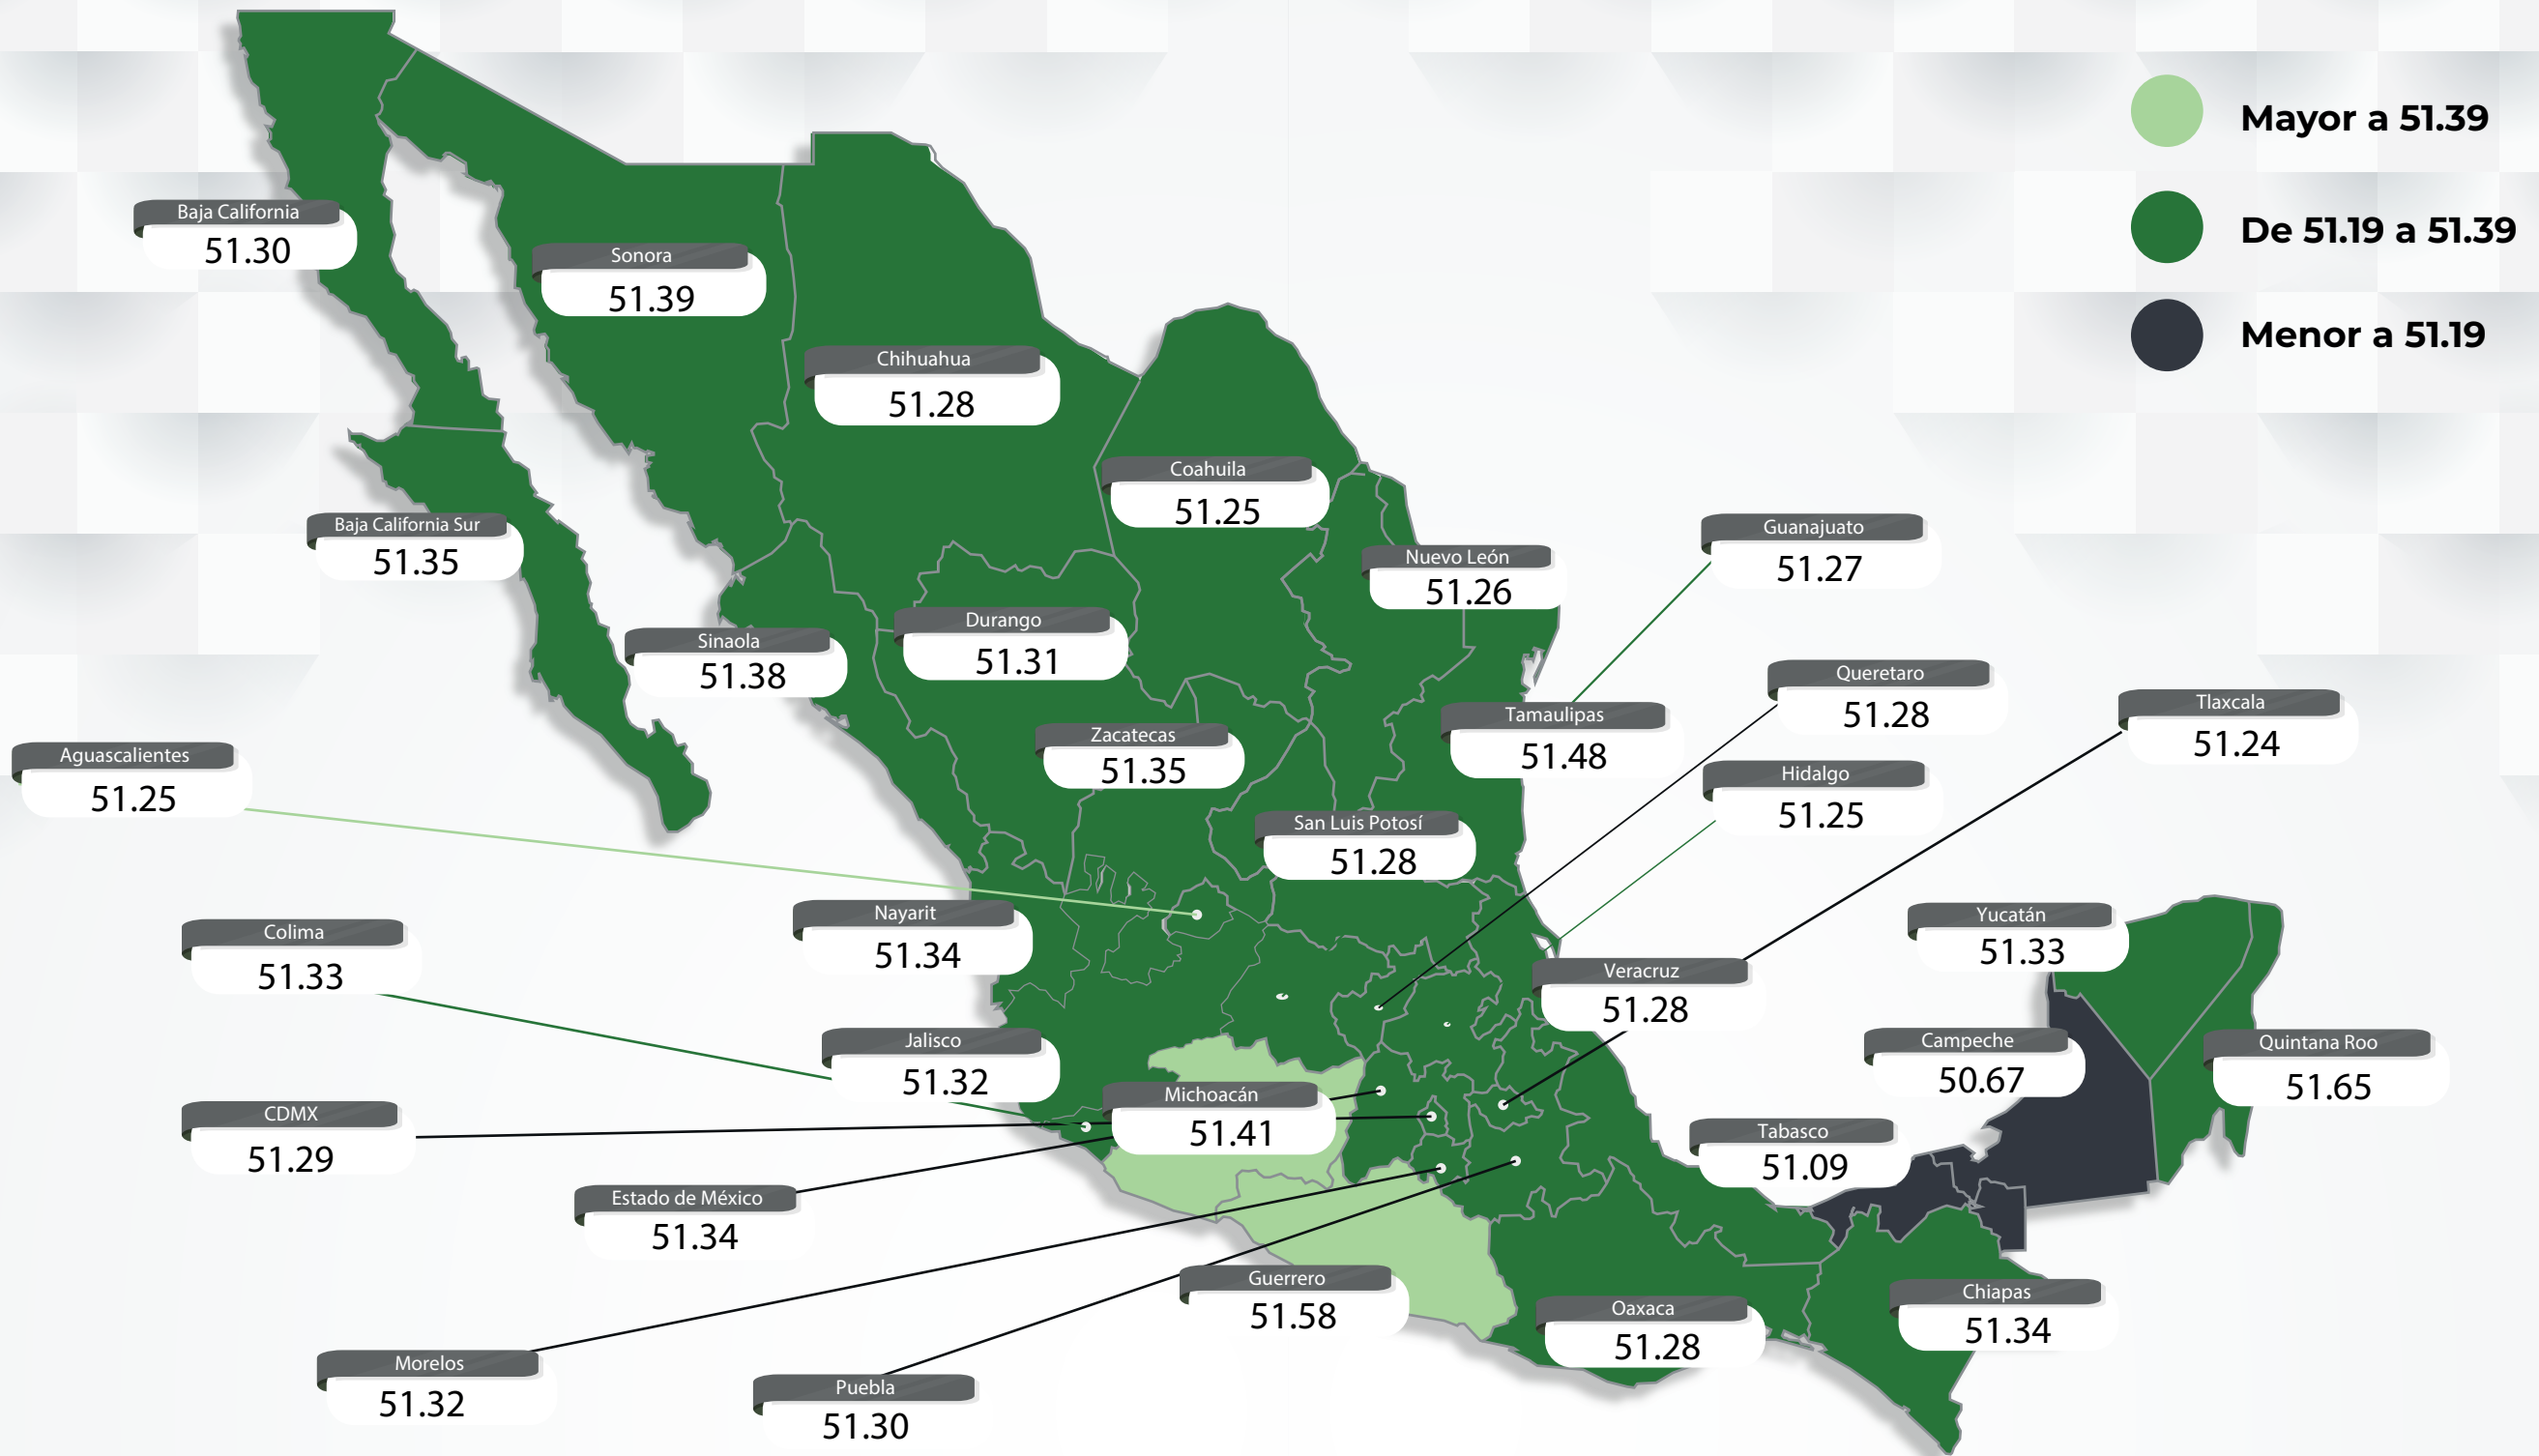 Mayor a 51.39
De 51.19 a 51.39
Menor a 51.19
Baja California
51.30
Sonora
51.39
Chihuahua
51.28
Coahuila
51.25
Baja California Sur
51.35
Nuevo León
51.26
Guanajuato
51.27
Sinaola
51.38
Durango
51.31
Queretaro
51.28
Tlaxcala
51.24
Tamaulipas
51.48
Zacatecas
51.35
Aguascalientes
51.25
Hidalgo
51.25
San Luis Potosí
51.28
Nayarit
51.34
Colima
51.33
Yucatán
51.33
Veracruz
51.28
Jalisco
51.32
Campeche
50.67
Quintana Roo
51.65
Michoacán
51.41
CDMX
51.29
Tabasco
51.09
Estado de México
51.34
Guerrero
51.58
Oaxaca
51.28
Chiapas
51.34
Morelos
51.32
Puebla
51.30